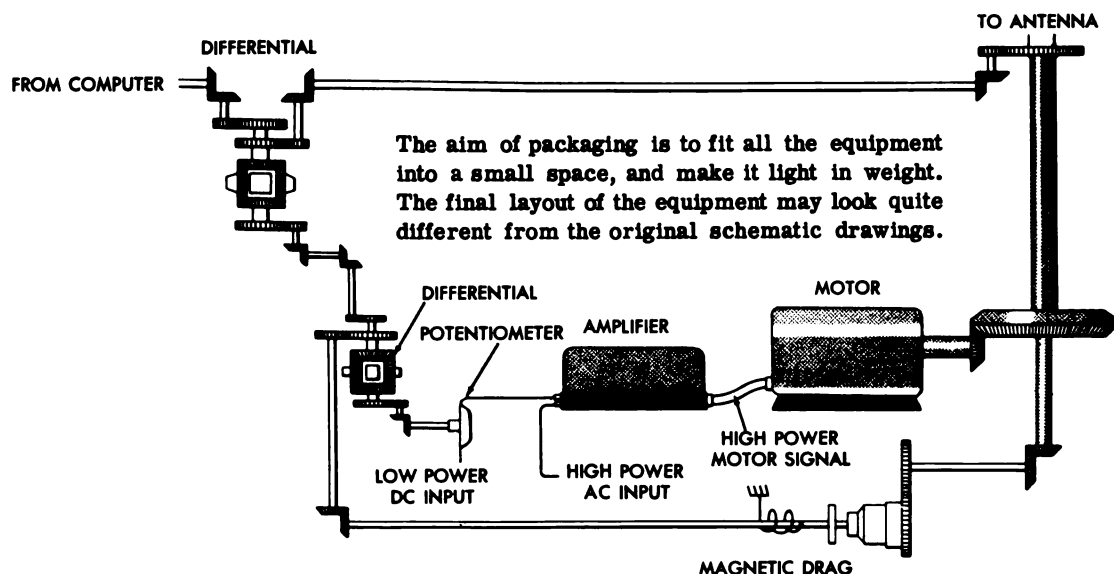 TO ANTENNA
DIFFERENTIAL
FROM COMPUTER
The aim of packaging is to fit all the equipment
into a small space, and make it light in weight.
The final layout of the equipment may look quite
different from the original schematic drawings.
DIFFERENTIAL
POTENTIOMETER
AMPLIFIER
MOTOR
LOW POWER
DC INPUT
HIGH POWER
AC INPUT
HIGH POWER
MOTOR SIGNAL
MAGNETIC DRAG